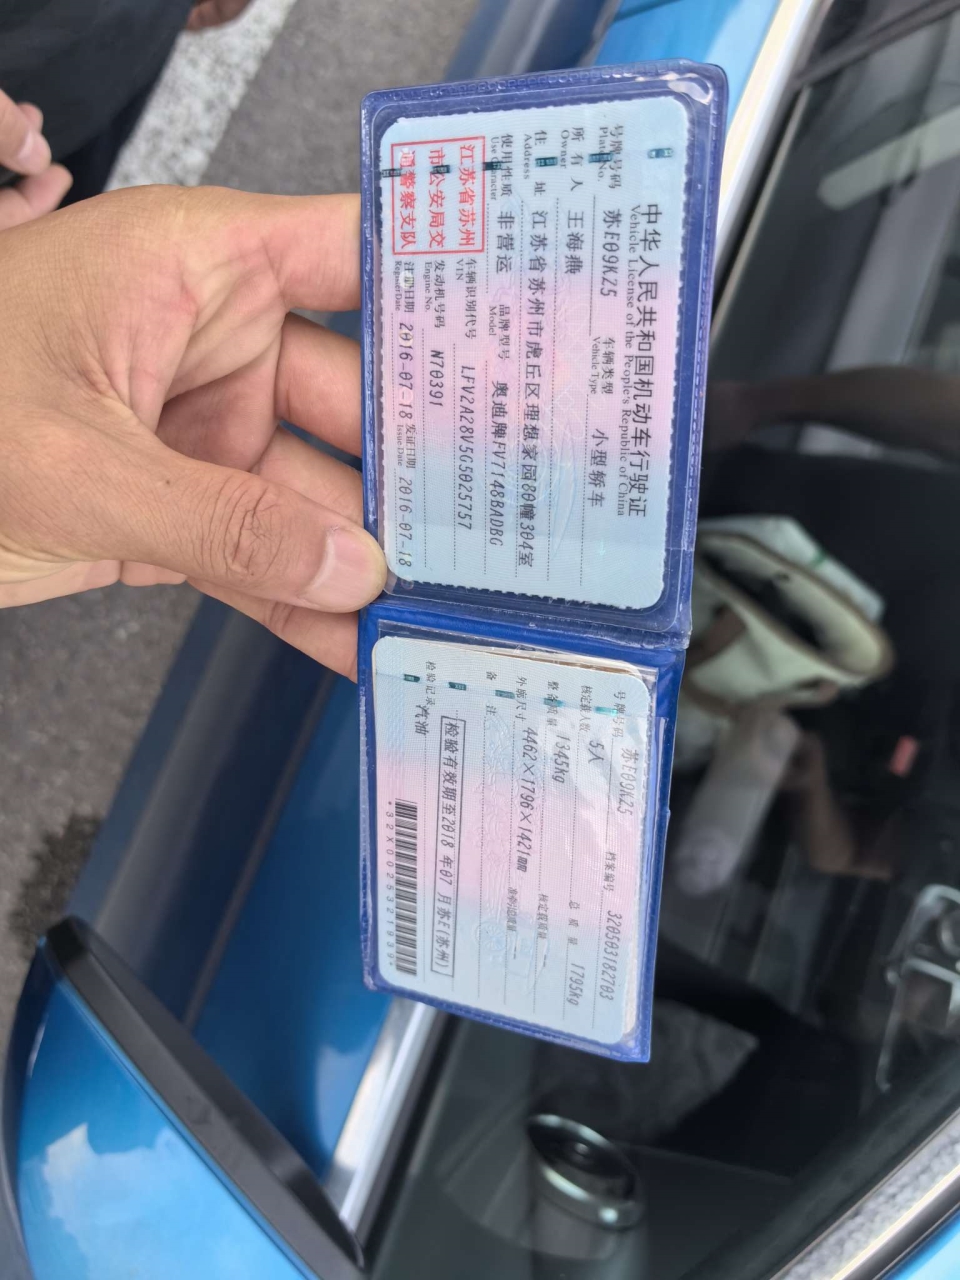 中华人民共和国机动车行驶证
Vehicle License of the People's Republic of China
号牌号码 苏E09K25 车辆类型 小型轿车
Plate No. Vehicle Type
所有人 王海燕
Owner
住址 江苏省苏州市虎丘区理想家园80幢304室
Address
使用性质 非营运 品牌型号 奥迪牌FV7148BADBG
Use Character Model
江苏省苏州
市公安局交
通警察支队
车辆识别代号 LFV2A28V5G5025757
VIN
发动机号码 N70391
Engine No.
注册日期 2016-07-18 发证日期 2016-07-18
Register Date Issue Date
号牌号码 苏E09K25 档案编号 320503182703
核定载人数 5人 总质量 1795kg
整备质量 1345kg 核定载质量
外廓尺寸 4462×1796×1421mm 准牵引总质量
备注
检验有效期至2018年07月苏E(苏州)
检验记录 汽油
*32X0025321939*